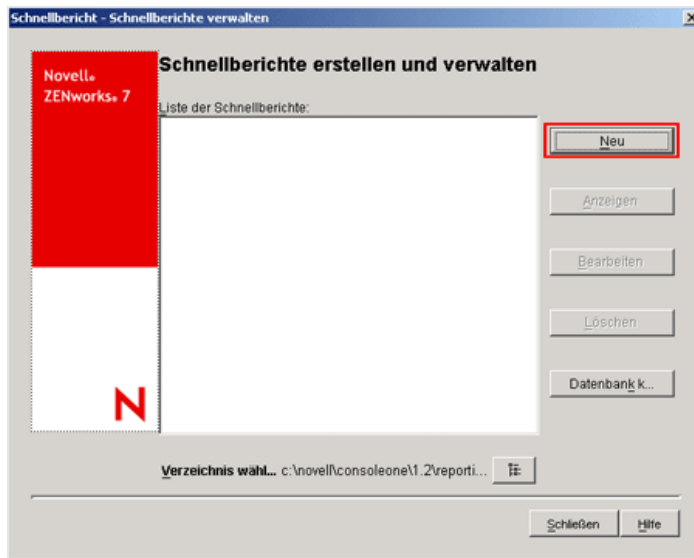 Schnellbericht - Schnellberichte verwalten
Novell®
ZENworks® 7
Schnellberichte erstellen und verwalten
Liste der Schnellberichte:
Neu
Anzeigen
Bearbeiten
Löschen
Datenbank k...
N
Verzeichnis wähl... c:\novell\consoleone\1.2\reporti...
Schließen
Hilfe